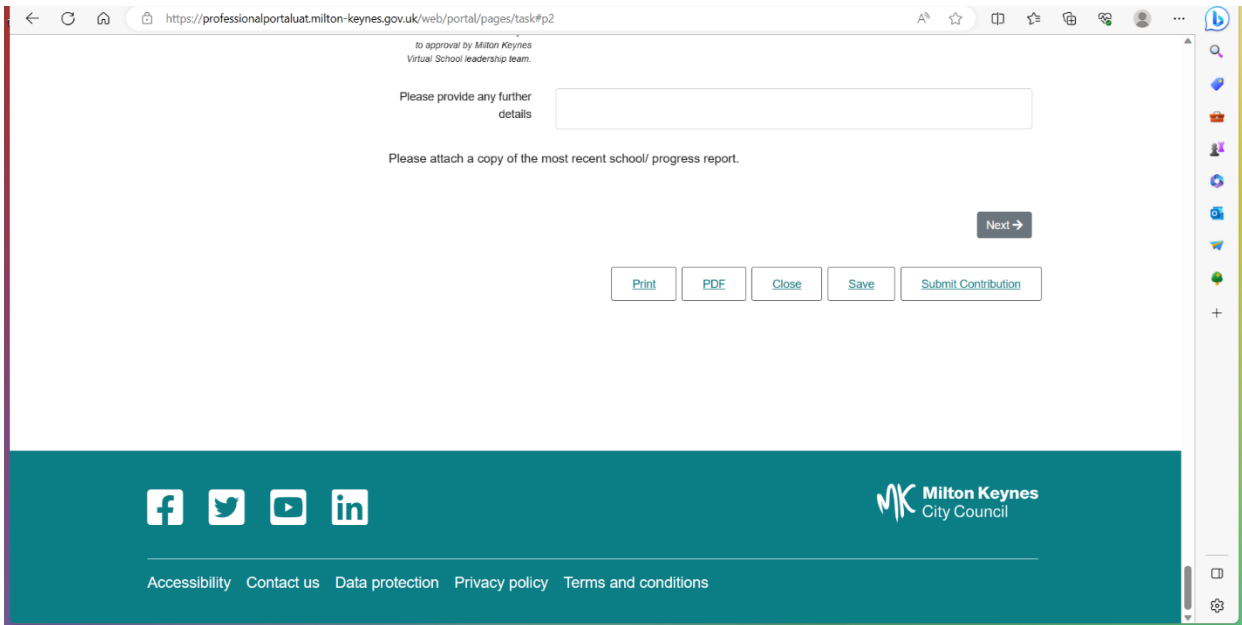 https://professionalportaluat.milton-keynes.gov.uk/web/portal/pages/task#p2
to approval by Milton Keynes
Virtual School leadership team.
Please provide any further
details
Please attach a copy of the most recent school/ progress report.
Next
Print PDF Close Save Submit Contribution
Milton Keynes
City Council
Accessibility Contact us Data protection Privacy policy Terms and conditions